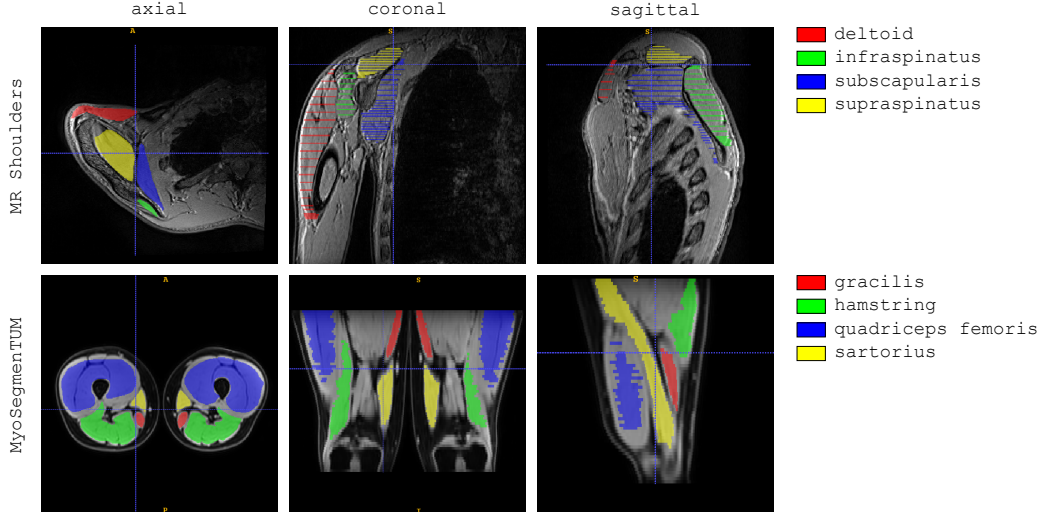 axial coronal sagittal
MR Shoulders
A S S
deltoid
infraspinatus
subscapularis
supraspinatus
MyoSegmenTUM
A S S
gracilis
hamstring
quadriceps femoris
sartorius
P I